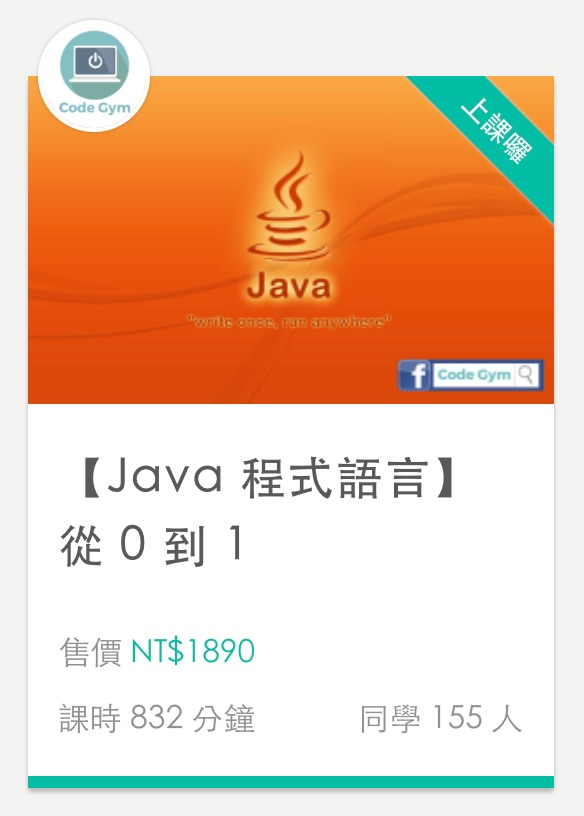 Code Gym
上課囉
Java
"write once, run anywhere"
f Code Gym
【Java 程式語言】
從 0 到 1
售價 NT$1890
課時 832 分鐘 同學 155 人